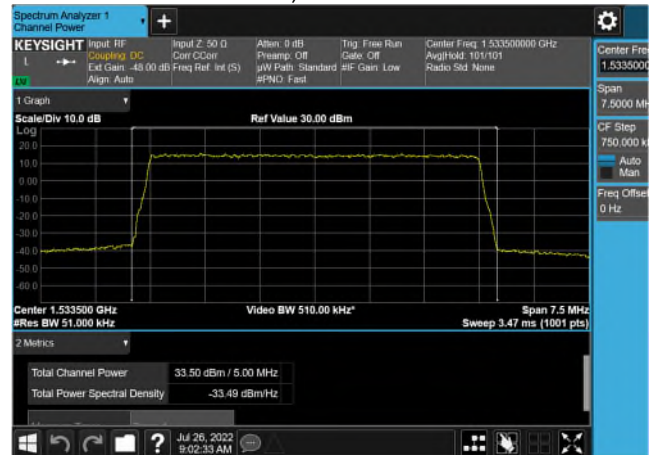 Spectrum Analyzer 1
Channel Power
KEYSIGHT
L
Input: RF
Coupling: DC
Ext Gain: -48.00 dB
Align: Auto
Input Z: 50 Ω
Corr CCorr
Freq Ref: Int (S)
Atten: 0 dB
Preamp: Off
µW Path: Standard
#PNO: Fast
Trig: Free Run
Gate: Off
#IF Gain: Low
Center Freq: 1.533500000 GHz
Avg|Hold: 101/101
Radio Std: None
Center Fre
1.5335000
Span
7.5000 MH
CF Step
750.000 k
Auto
Man
Freq Offse
0 Hz
1 Graph
Scale/Div 10.0 dB
Ref Value 30.00 dBm
Log
20.0
10.0
0.00
-10.0
-20.0
-30.0
-40.0
-50.0
-60.0
Center 1.533500 GHz
Video BW 510.00 kHz*
Span 7.5 MHz
#Res BW 51.000 kHz
Sweep 3.47 ms (1001 pts)
2 Metrics
Total Channel Power 33.50 dBm / 5.00 MHz
Total Power Spectral Density -33.49 dBm/Hz
?
Jul 26, 2022
9:02:33 AM